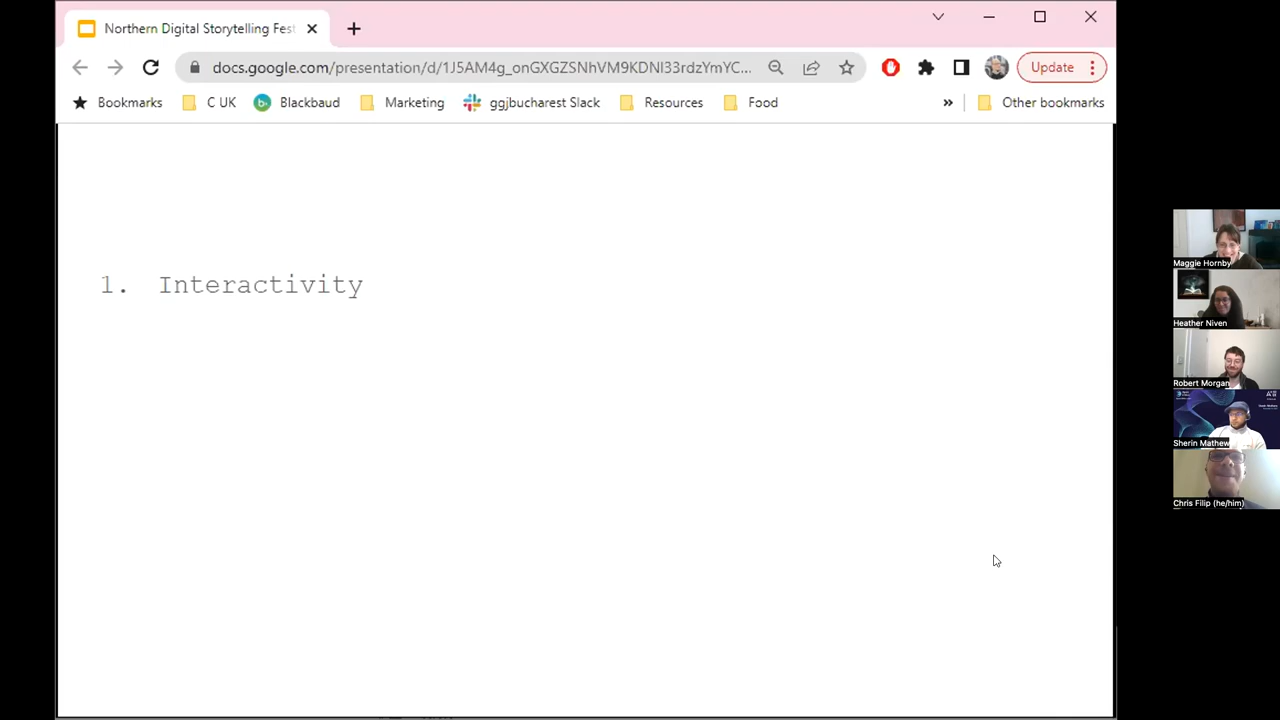 Northern Digital Storytelling Fest
docs.google.com/presentation/d/1J5AM4g_onGXGZSNhVM9KDNl33rdzYmYC...
Update
Bookmarks
C UK
Blackbaud
Marketing
ggjbucharest Slack
Resources
Food
»
Other bookmarks
1. Interactivity
Maggie Hornby
Heather Niven
Robert Morgan
Sherin Mathew
Chris Filip (he/him)